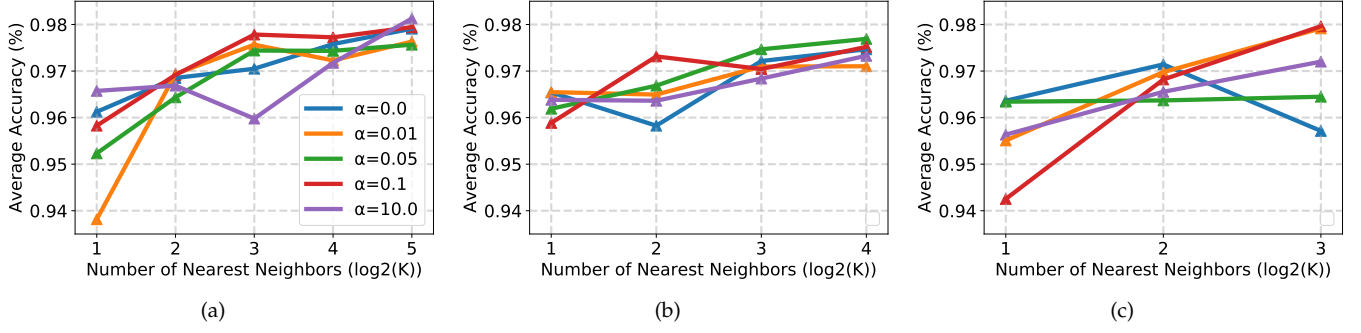 Average Accuracy (%)
0.98
0.97
0.96
0.95
0.94
α=0.0
α=0.01
α=0.05
α=0.1
α=10.0
1 2 3 4 5
Number of Nearest Neighbors (log2(K))
(a)
Average Accuracy (%)
0.98
0.97
0.96
0.95
0.94
1 2 3 4
Number of Nearest Neighbors (log2(K))
(b)
Average Accuracy (%)
0.98
0.97
0.96
0.95
0.94
1 2 3
Number of Nearest Neighbors (log2(K))
(c)